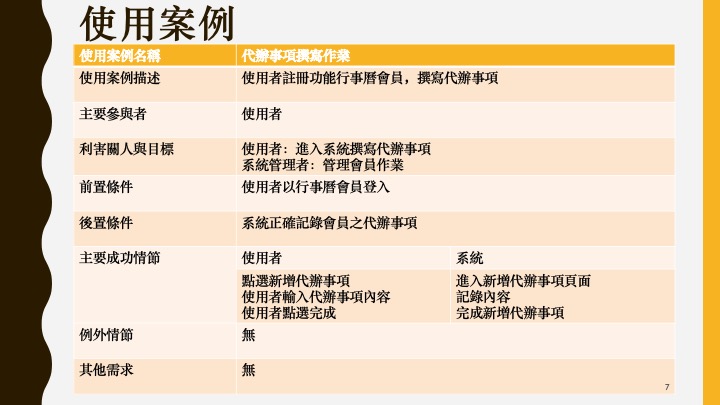 使用案例
使用案例名稱 代辦事項撰寫作業
使用案例描述 使用者註冊功能行事曆會員，撰寫代辦事項
主要參與者 使用者
利害關人與目標 使用者：進入系統撰寫代辦事項
系統管理者：管理會員作業
前置條件 使用者以行事曆會員登入
後置條件 系統正確記錄會員之代辦事項
主要成功情節 使用者 系統
點選新增代辦事項 進入新增代辦事項頁面
使用者輸入代辦事項內容 記錄內容
使用者點選完成 完成新增代辦事項
例外情節 無
其他需求 無
7